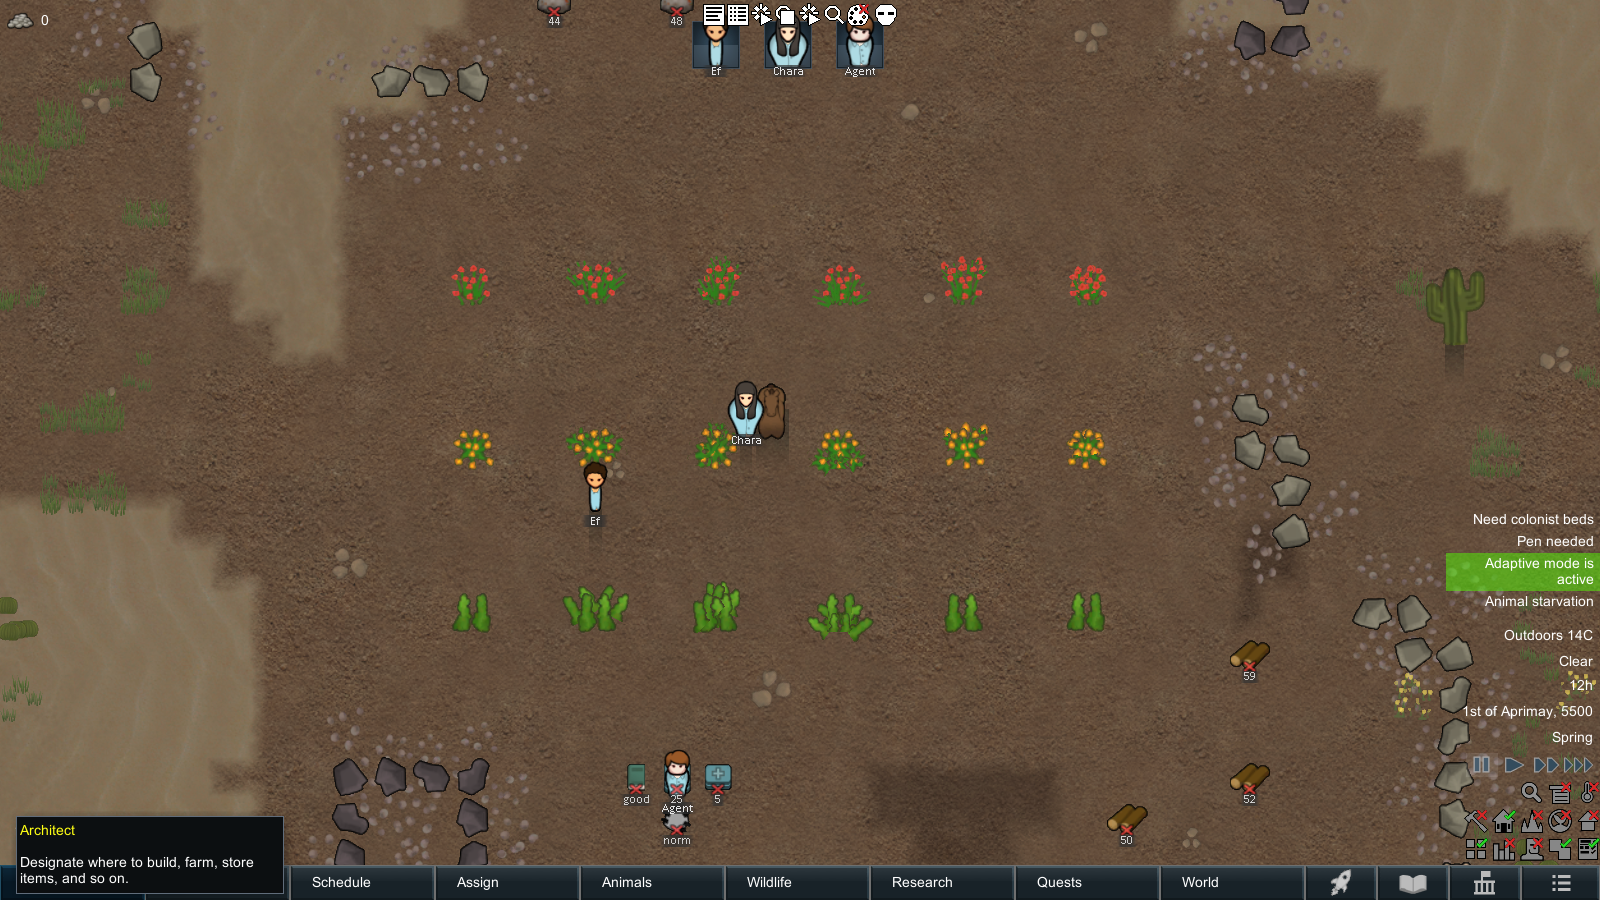 0
44
48
Ef
Chara
Agent
Chara
Ef
Need colonist beds
Pen needed
Adaptive mode is
active
Animal starvation
Outdoors 14C
Clear
12h
1st of Aprimay, 5500
Spring
59
good
25
5
Agent
norm
52
50
Architect
Designate where to build, farm, store
items, and so on.
Schedule
Assign
Animals
Wildlife
Research
Quests
World